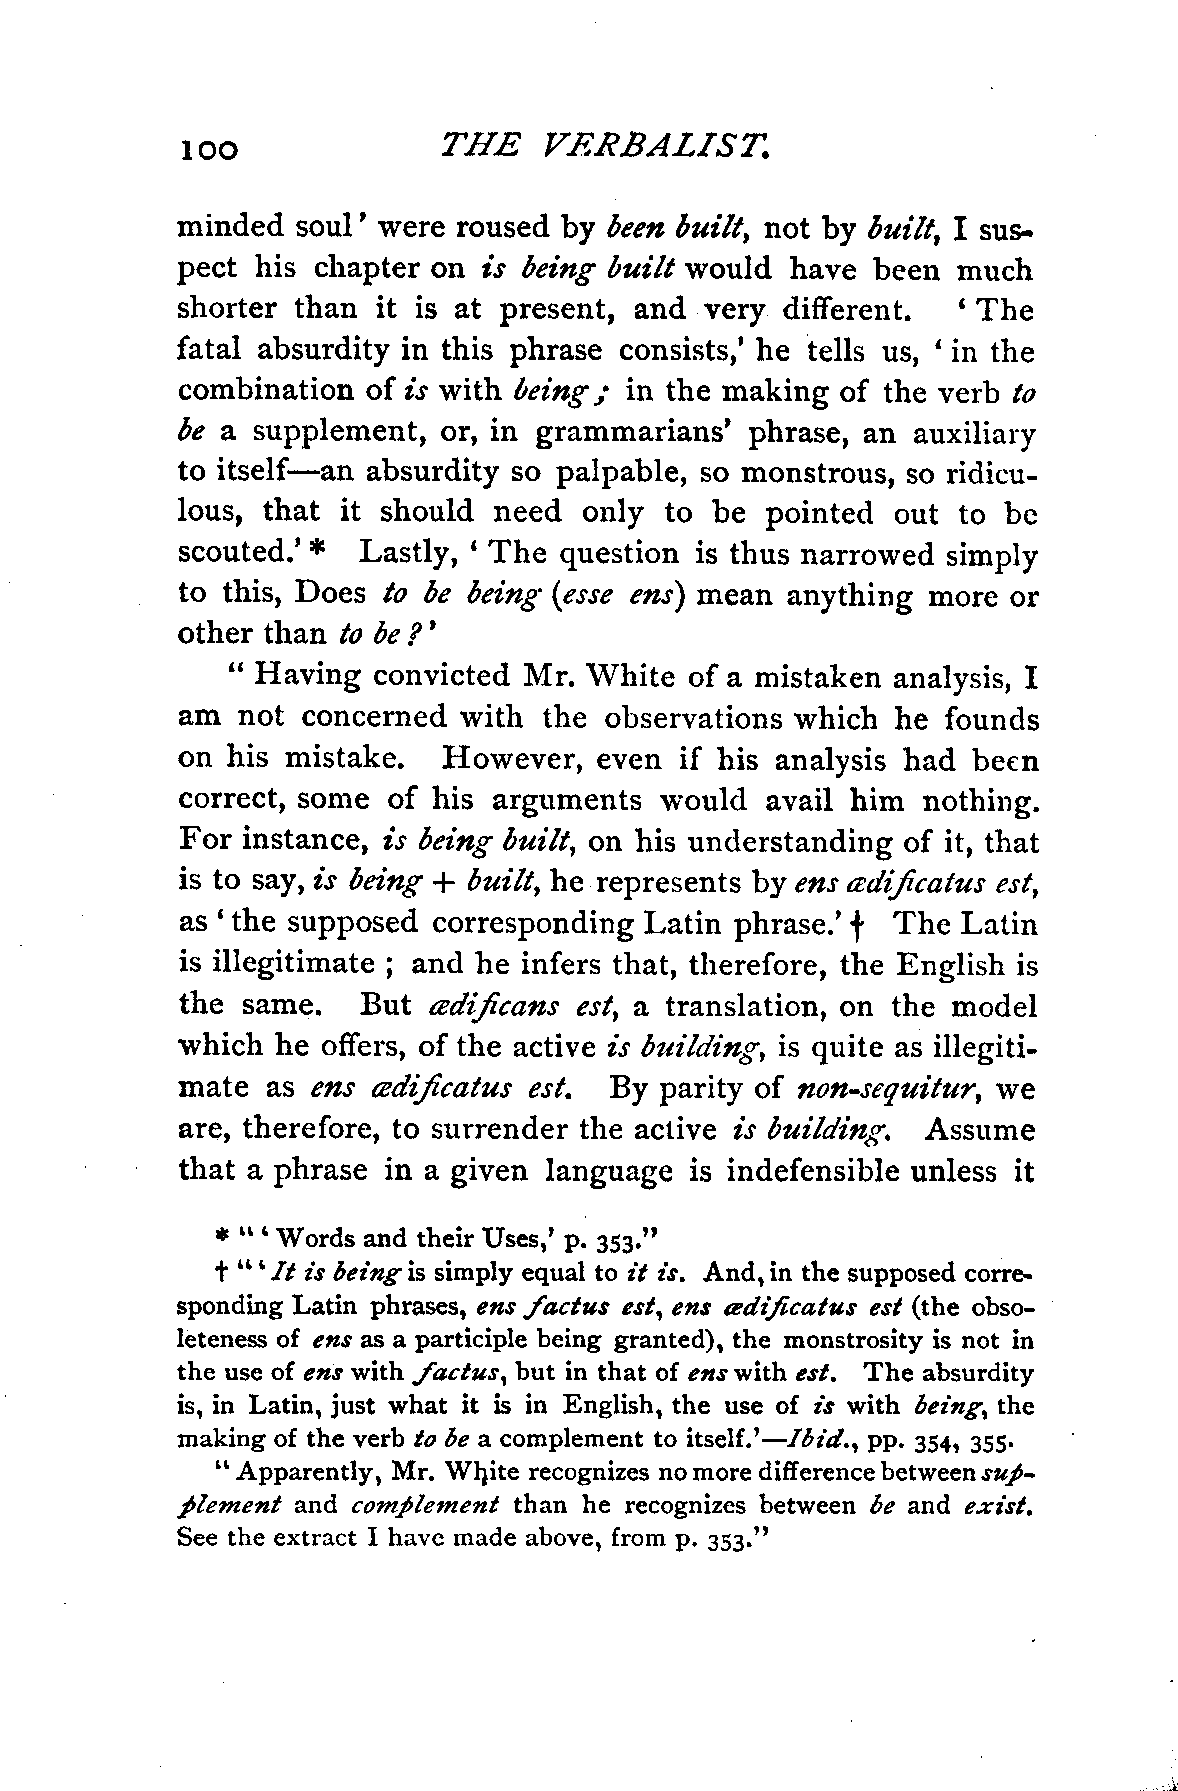 100 THE VERBALIST.
minded soul' were roused by been built, not by built, I sus-
pect his chapter on is being built would have been much
shorter than it is at present, and very different. 'The
fatal absurdity in this phrase consists,' he tells us, 'in the
combination of is with being; in the making of the verb to
be a supplement, or, in grammarians' phrase, an auxiliary
to itself—an absurdity so palpable, so monstrous, so ridicu-
lous, that it should need only to be pointed out to be
scouted.'* Lastly, 'The question is thus narrowed simply
to this, Does to be being (esse ens) mean anything more or
other than to be?'
"Having convicted Mr. White of a mistaken analysis, I
am not concerned with the observations which he founds
on his mistake. However, even if his analysis had been
correct, some of his arguments would avail him nothing.
For instance, is being built, on his understanding of it, that
is to say, is being + built, he represents by ens ædificatus est,
as 'the supposed corresponding Latin phrase.'† The Latin
is illegitimate; and he infers that, therefore, the English is
the same. But ædificans est, a translation, on the model
which he offers, of the active is building, is quite as illegiti-
mate as ens ædificatus est. By parity of non-sequitur, we
are, therefore, to surrender the active is building. Assume
that a phrase in a given language is indefensible unless it
* "'Words and their Uses,' p. 353."
† "'It is being is simply equal to it is. And, in the supposed corre-
sponding Latin phrases, ens factus est, ens ædificatus est (the obso-
leteness of ens as a participle being granted), the monstrosity is not in
the use of ens with factus, but in that of ens with est. The absurdity
is, in Latin, just what it is in English, the use of is with being, the
making of the verb to be a complement to itself.'—Ibid., pp. 354, 355.
"Apparently, Mr. White recognizes no more difference between sup-
plement and complement than he recognizes between be and exist.
See the extract I have made above, from p. 353."